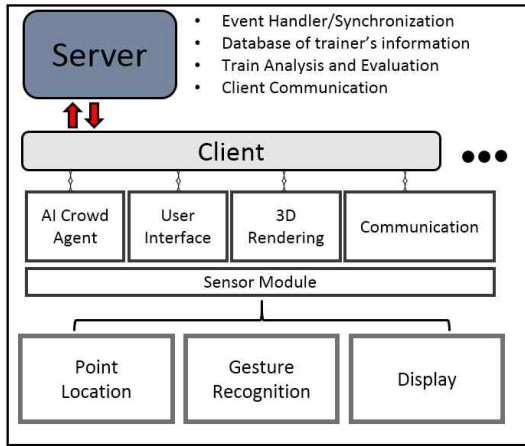 Server
• Event Handler/Synchronization
• Database of trainer's information
• Train Analysis and Evaluation
• Client Communication
Client
AI Crowd
Agent
User
Interface
3D
Rendering
Communication
Sensor Module
Point
Location
Gesture
Recognition
Display